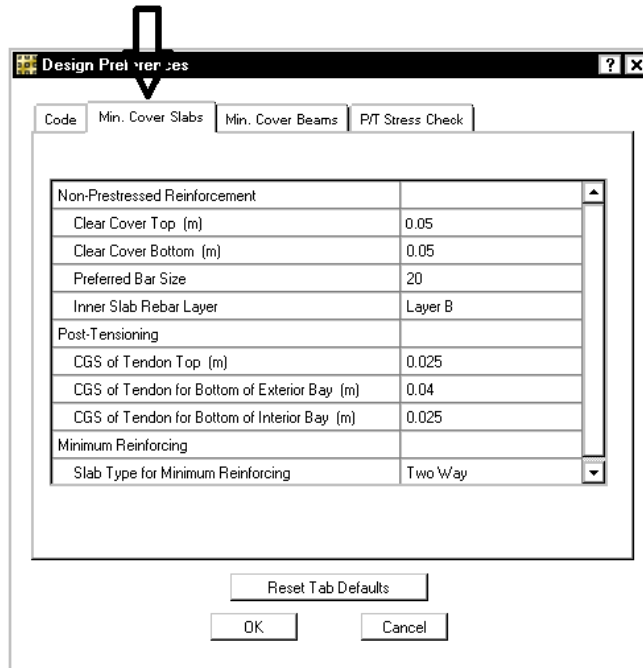 Design Preferences
? X
Code Min. Cover Slabs Min. Cover Beams P/T Stress Check
Non-Prestressed Reinforcement
Clear Cover Top (m) 0.05
Clear Cover Bottom (m) 0.05
Preferred Bar Size 20
Inner Slab Rebar Layer Layer B
Post-Tensioning
CGS of Tendon Top (m) 0.025
CGS of Tendon for Bottom of Exterior Bay (m) 0.04
CGS of Tendon for Bottom of Interior Bay (m) 0.025
Minimum Reinforcing
Slab Type for Minimum Reinforcing Two Way
Reset Tab Defaults
OK Cancel